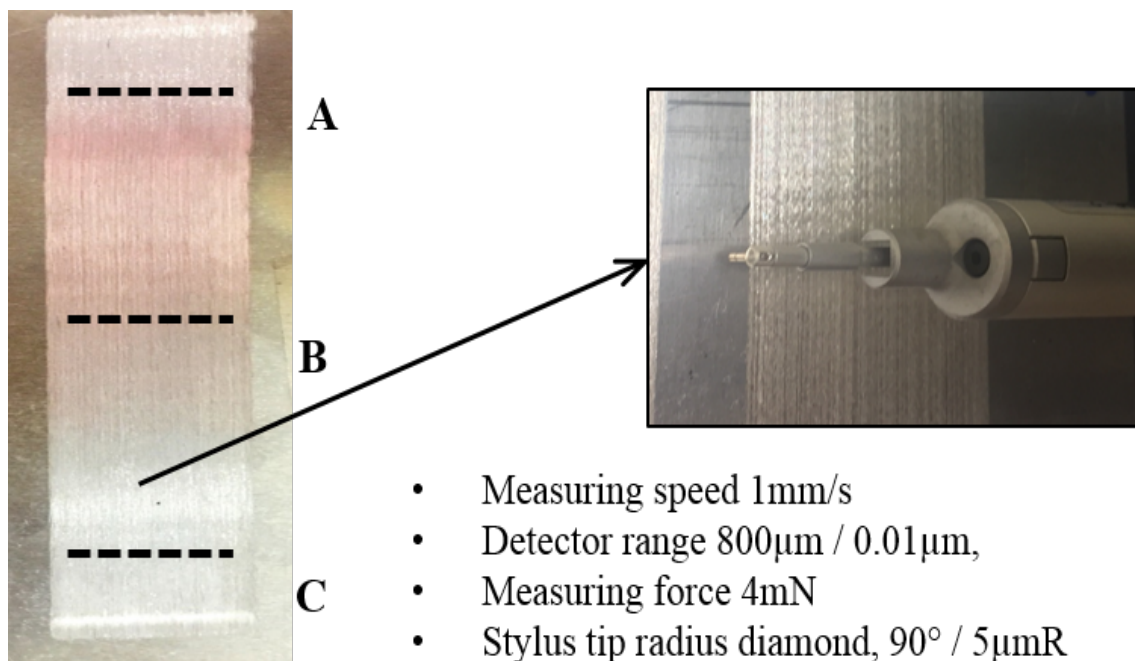 A
B
C
• Measuring speed 1mm/s
• Detector range 800µm / 0.01µm,
• Measuring force 4mN
• Stylus tip radius diamond, 90° / 5µmR